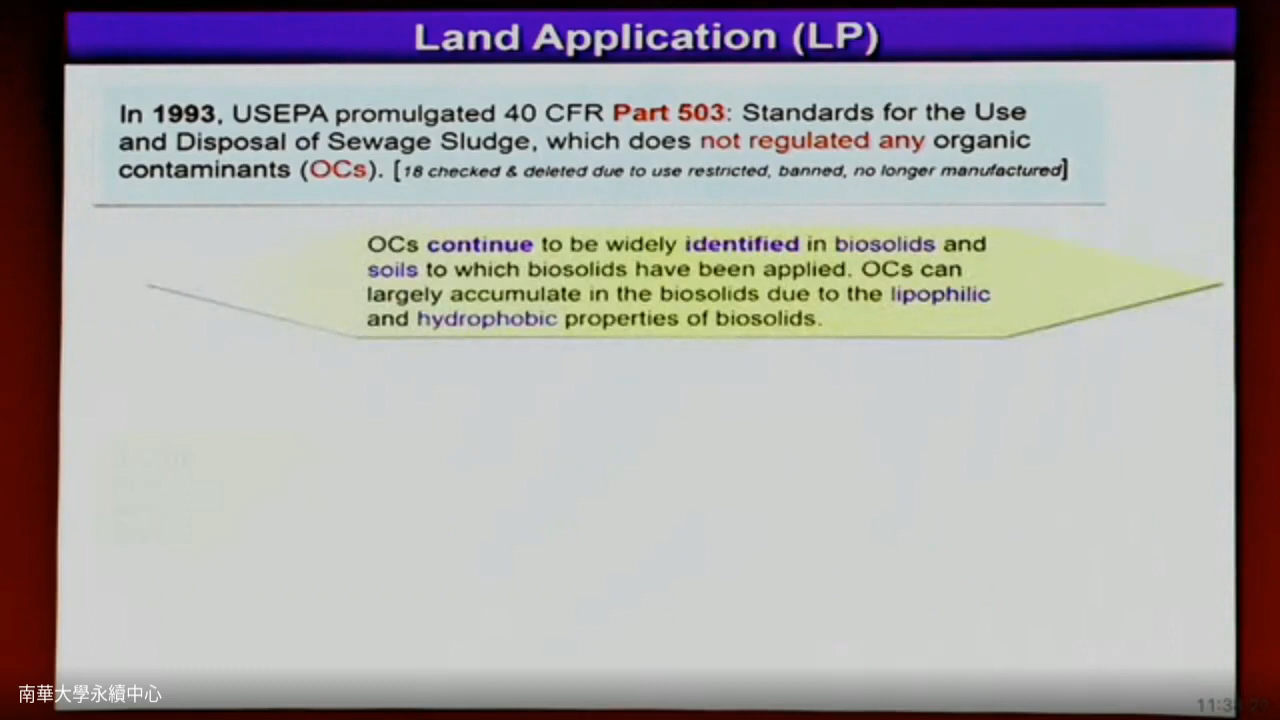 Land Application (LP)
In 1993, USEPA promulgated 40 CFR Part 503: Standards for the Use
and Disposal of Sewage Sludge, which does not regulated any organic
contaminants (OCs). [18 checked & deleted due to use restricted, banned, no longer manufactured]
OCs continue to be widely identified in biosolids and
soils to which biosolids have been applied. OCs can
largely accumulate in the biosolids due to the lipophilic
and hydrophobic properties of biosolids.
南華大學永續中心